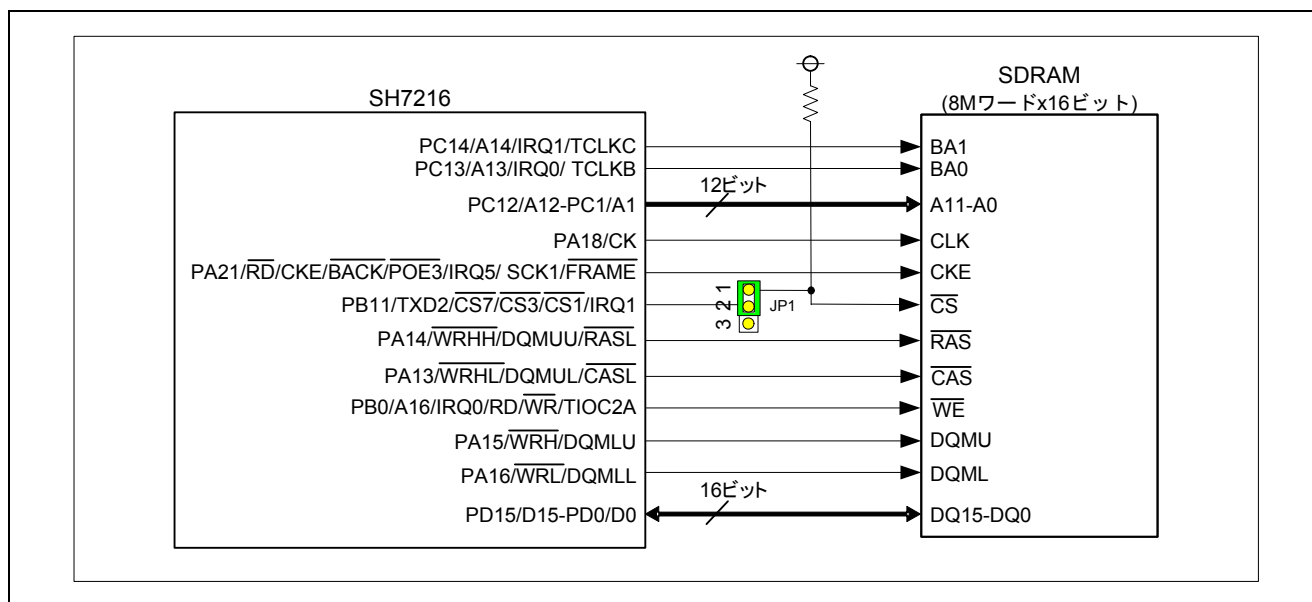 SH7216
SDRAM
(8Mワードx16ビット)
PC14/A14/IRQ1/TCLKC
BA1
PC13/A13/IRQ0/ TCLKB
BA0
12ビット
PC12/A12-PC1/A1
A11-A0
PA18/CK
CLK
PA21/RD/CKE/BACK/POE3/IRQ5/ SCK1/FRAME
CKE
PB11/TXD2/CS7/CS3/CS1/IRQ1
1
2
3
JP1
CS
PA14/WRHH/DQMUU/RASL
RAS
PA13/WRHL/DQMUL/CASL
CAS
PB0/A16/IRQ0/RD/WR/TIOC2A
WE
PA15/WRH/DQMLU
DQMU
PA16/WRL/DQMLL
DQML
16ビット
PD15/D15-PD0/D0
DQ15-DQ0